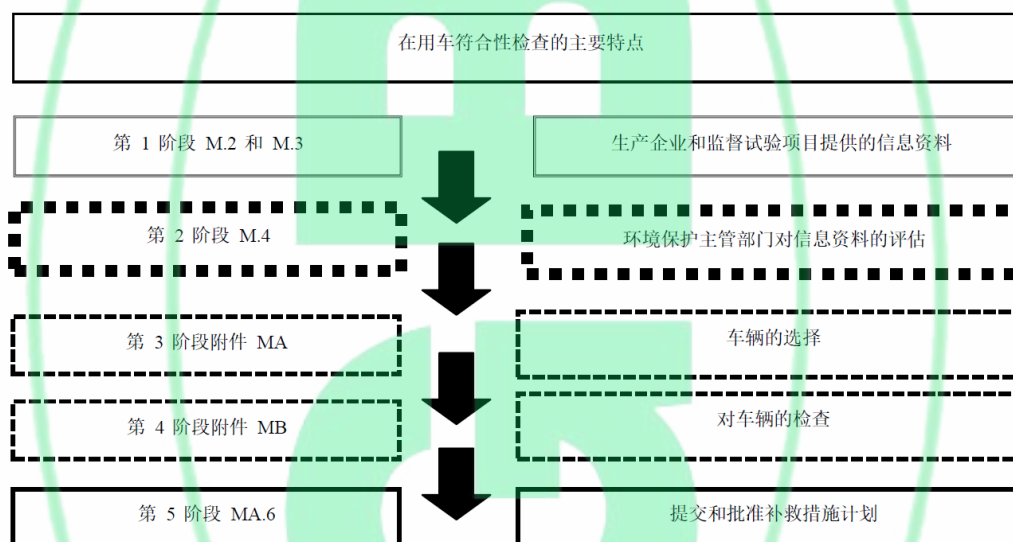 在用车符合性检查的主要特点
第 1 阶段 M.2 和 M.3
生产企业和监督试验项目提供的信息资料
第 2 阶段 M.4
环境保护主管部门对信息资料的评估
第 3 阶段附件 MA
车辆的选择
第 4 阶段附件 MB
对车辆的检查
第 5 阶段 MA.6
提交和批准补救措施计划